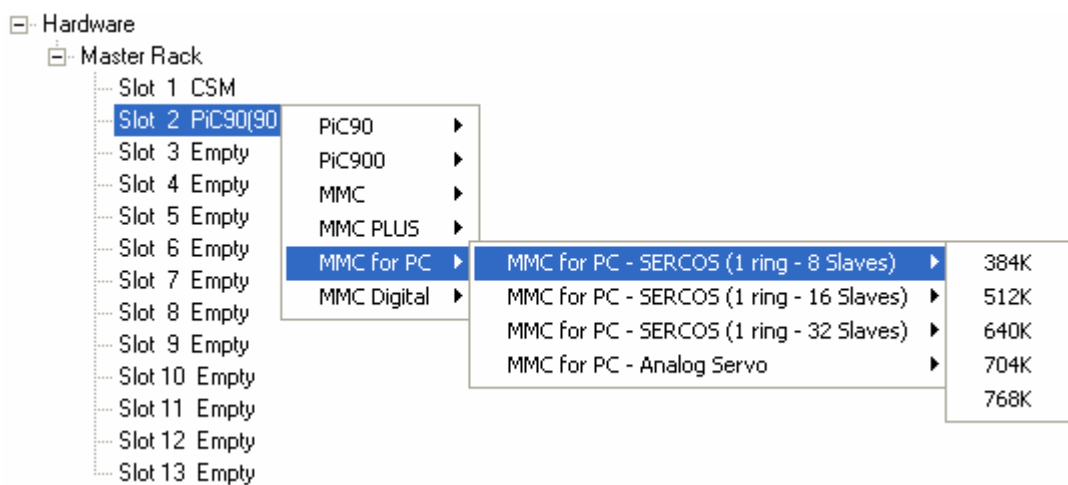 Hardware
Master Rack
Slot 1 CSM
Slot 2 PiC90(90
Slot 3 Empty
Slot 4 Empty
Slot 5 Empty
Slot 6 Empty
Slot 7 Empty
Slot 8 Empty
Slot 9 Empty
Slot 10 Empty
Slot 11 Empty
Slot 12 Empty
Slot 13 Empty
PiC90
PiC900
MMC
MMC PLUS
MMC for PC
MMC Digital
MMC for PC - SERCOS (1 ring - 8 Slaves)
MMC for PC - SERCOS (1 ring - 16 Slaves)
MMC for PC - SERCOS (1 ring - 32 Slaves)
MMC for PC - Analog Servo
384K
512K
640K
704K
768K